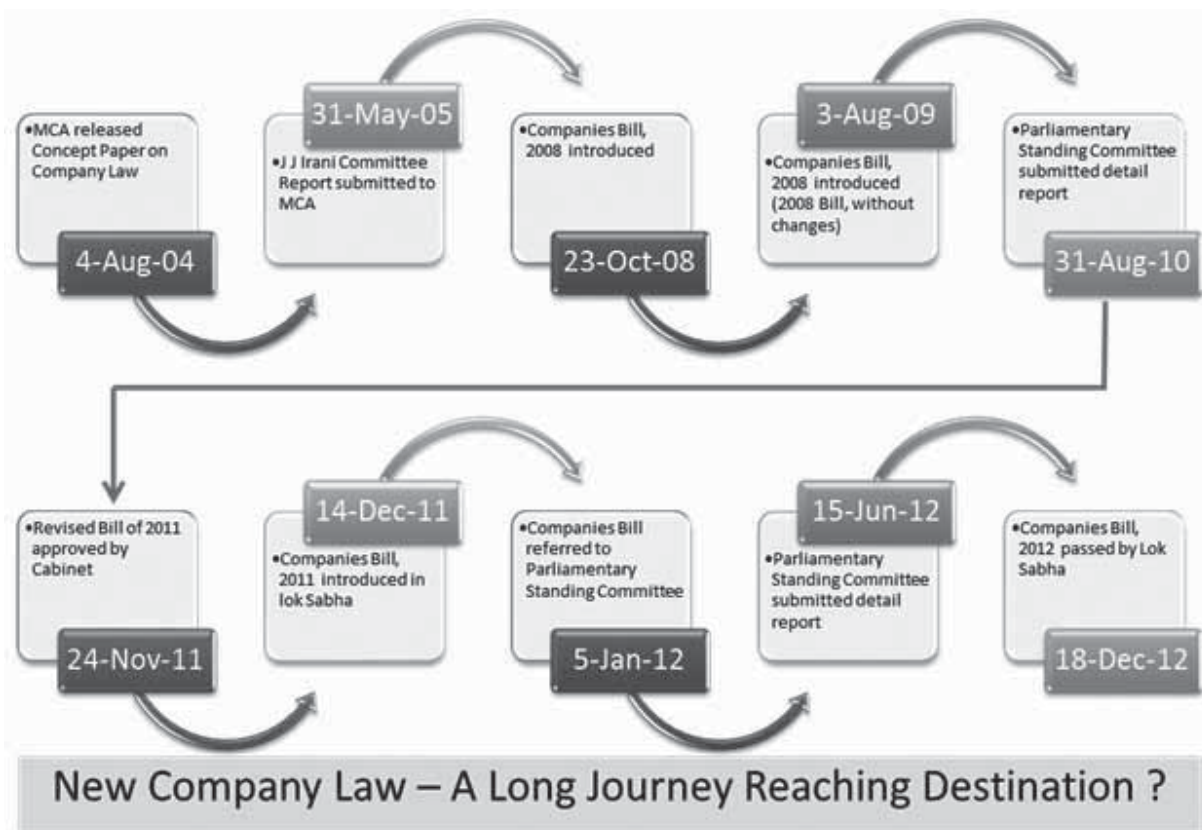 •MCA released
Concept Paper on
Company Law
4-Aug-04
31-May-05
•J J Irani Committee
Report submitted to
MCA
•Companies Bill,
2008 introduced
23-Oct-08
3-Aug-09
•Companies Bill,
2008 introduced
(2008 Bill, without
changes)
•Parliamentary
Standing Committee
submitted detail
report
31-Aug-10
•Revised Bill of 2011
approved by
Cabinet
24-Nov-11
14-Dec-11
•Companies Bill,
2011 introduced in
lok Sabha
•Companies Bill
referred to
Parliamentary
Standing Committee
5-Jan-12
15-Jun-12
•Parliamentary
Standing Committee
submitted detail
report
•Companies Bill,
2012 passed by Lok
Sabha
18-Dec-12
New Company Law – A Long Journey Reaching Destination ?